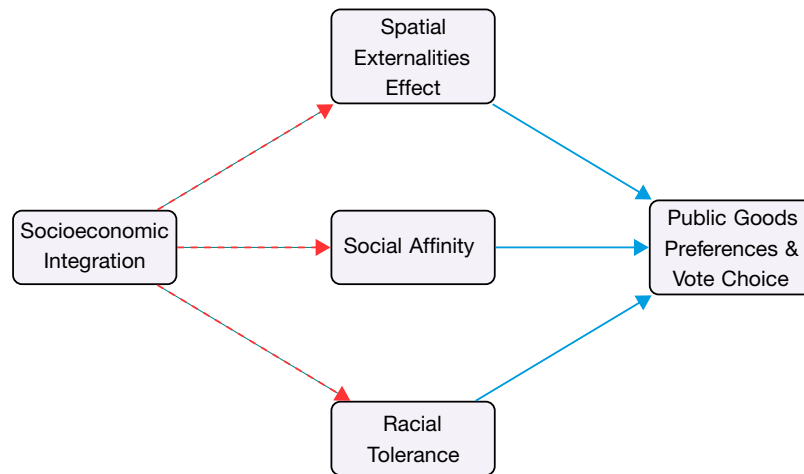 Spatial
Externalities
Effect
Socioeconomic
Integration
Social Affinity
Public Goods
Preferences &
Vote Choice
Racial
Tolerance